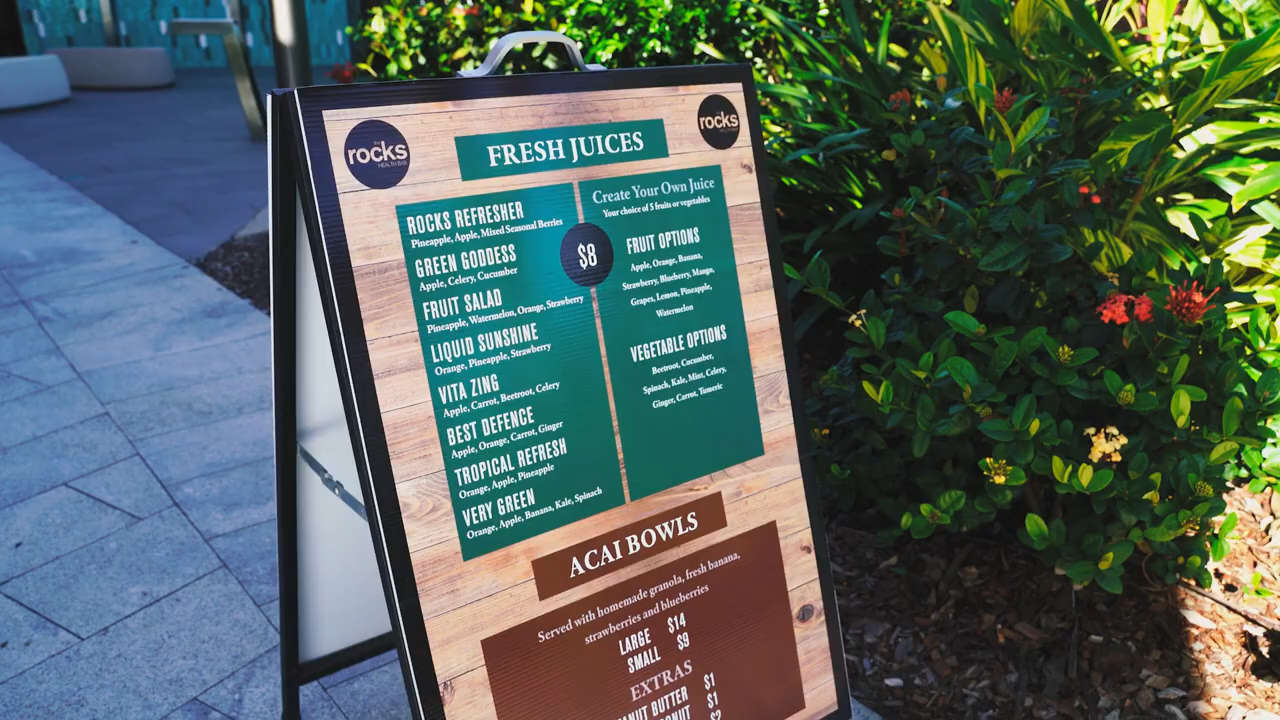 the
rocks
HEALTH BAR
rocks
FRESH JUICES
ROCKS REFRESHER
Pineapple, Apple, Mixed Seasonal Berries
GREEN GODDESS
Apple, Celery, Cucumber
FRUIT SALAD
Pineapple, Watermelon, Orange, Strawberry
LIQUID SUNSHINE
Orange, Pineapple, Strawberry
VITA ZING
Apple, Carrot, Beetroot, Celery
BEST DEFENCE
Apple, Orange, Carrot, Ginger
TROPICAL REFRESH
Orange, Apple, Pineapple
VERY GREEN
Orange, Apple, Banana, Kale, Spinach
$8
Create Your Own Juice
Your choice of 5 fruits or vegetables
FRUIT OPTIONS
Apple, Orange, Banana,
Strawberry, Blueberry, Mango,
Grapes, Lemon, Pineapple,
Watermelon
VEGETABLE OPTIONS
Beetroot, Cucumber,
Spinach, Kale, Mint, Celery,
Ginger, Carrot, Tumeric
ACAI BOWLS
Served with homemade granola, fresh banana,
strawberries and blueberries
LARGE $14
SMALL $9
EXTRAS
BUTTER $1
$1